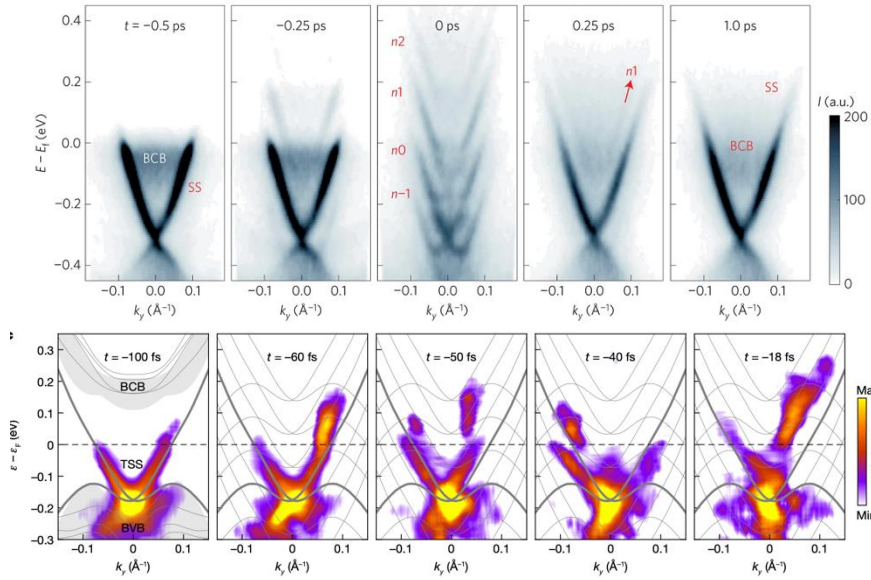 t = −0.5 ps
−0.25 ps
0 ps
0.25 ps
1.0 ps
0.4
0.2
0.0
−0.2
−0.4
E − Ef (eV)
BCB
SS
n2
n1
n0
n−1
n1
SS
BCB
I (a.u.)
200
100
0
−0.1 0.0 0.1
−0.1 0.0 0.1
−0.1 0.0 0.1
−0.1 0.0 0.1
−0.1 0.0 0.1
ky (Å−1)
ky (Å−1)
ky (Å−1)
ky (Å−1)
ky (Å−1)
t = −100 fs
t = −60 fs
t = −50 fs
t = −40 fs
t = −18 fs
0.3
0.2
0.1
0
−0.1
−0.2
−0.3
ε − εF (eV)
BCB
TSS
BVB
Ma
Min
−0.1 0 0.1
−0.1 0 0.1
−0.1 0 0.1
−0.1 0 0.1
−0.1 0 0.1
ky (Å−1)
ky (Å−1)
ky (Å−1)
ky (Å−1)
ky (Å−1)